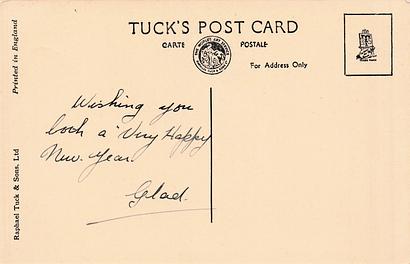 TUCK'S POST CARD
CARTE POSTALE
For Address Only
Printed in England
Raphael Tuck & Sons. Ltd
Wishing you
both a Very Happy
New. Year.
Glad.